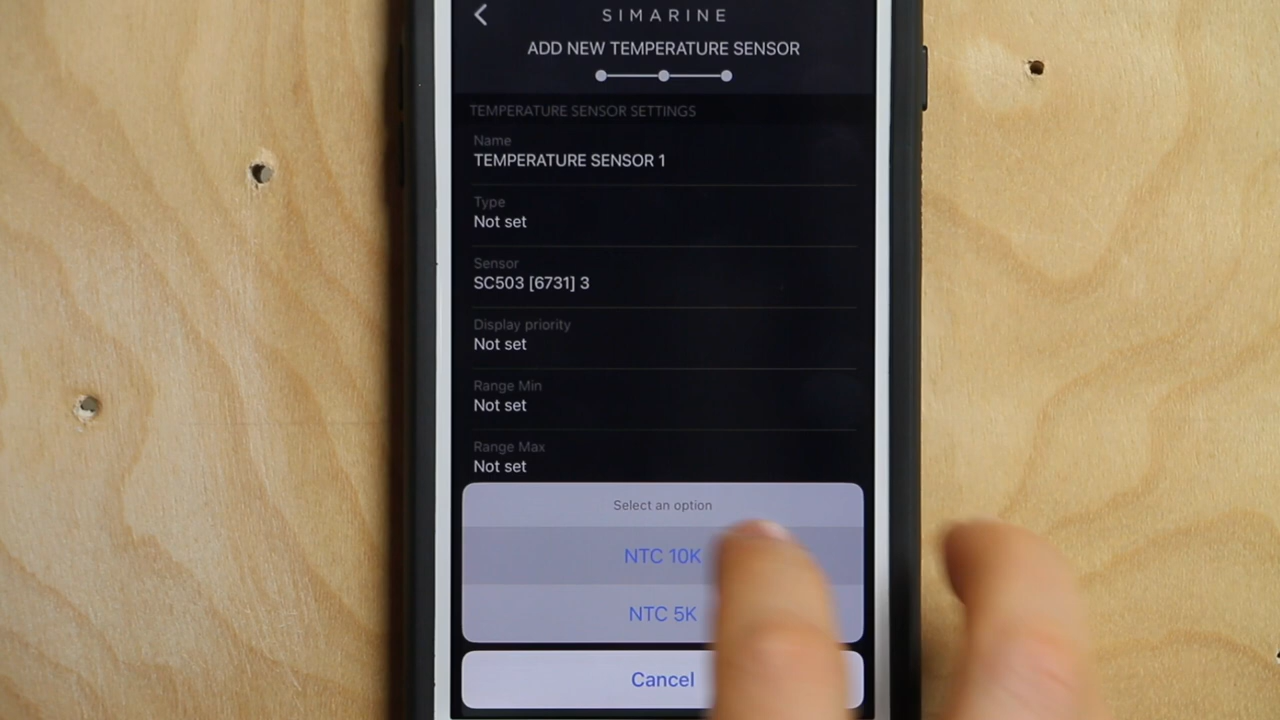 SIMARINE
ADD NEW TEMPERATURE SENSOR
TEMPERATURE SENSOR SETTINGS
Name
TEMPERATURE SENSOR 1
Type
Not set
Sensor
SC503 [6731] 3
Display priority
Not set
Range Min
Not set
Range Max
Not set
Select an option
NTC 10K
NTC 5K
Cancel